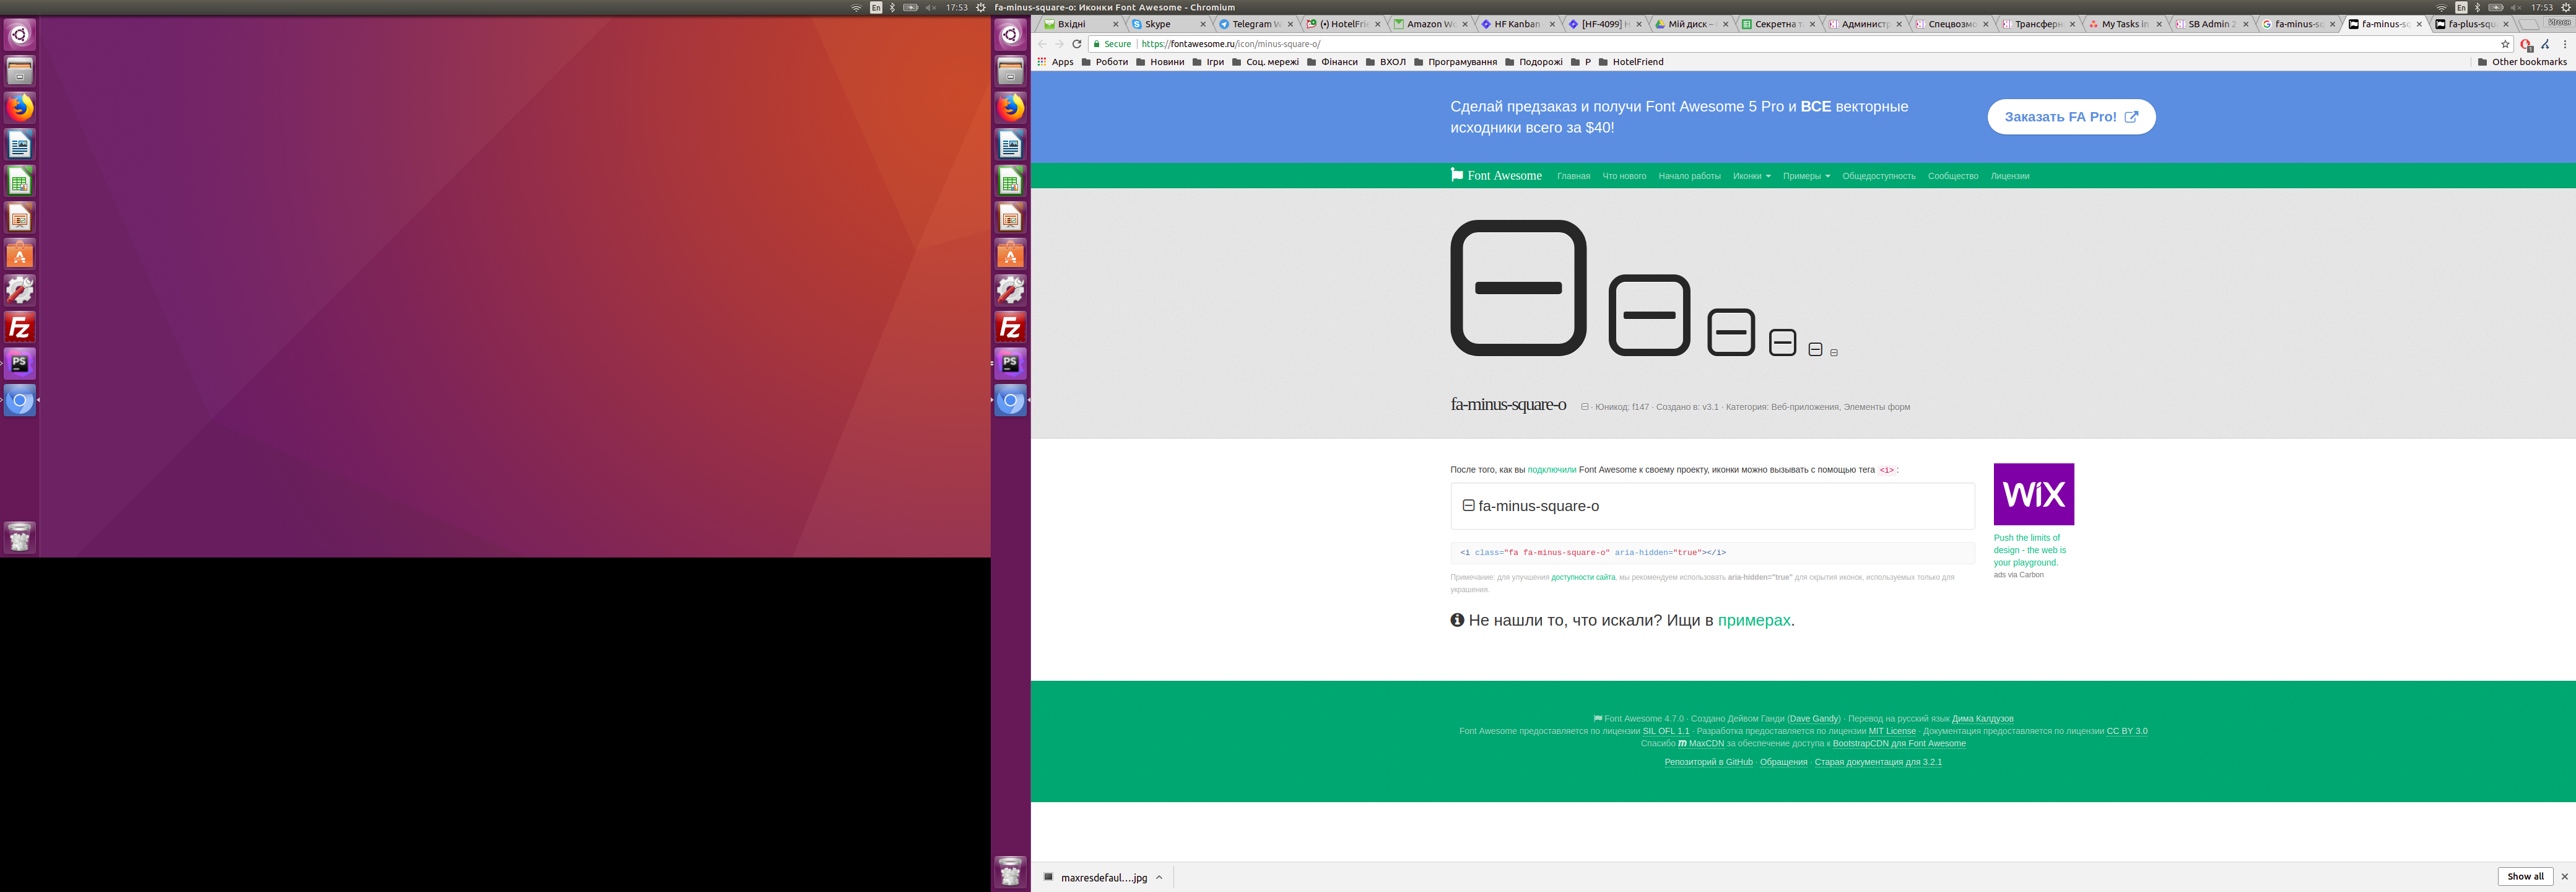 En 17:53 fa-minus-square-o: Иконки Font Awesome - Chromium En 17:53
Вхідні Skype Telegram W (•) HotelFrie Amazon Wo HF Kanban [HF-4099] Мій диск – Секретна т Администр Спецвозмо Трансферн My Tasks in SB Admin 2 fa-minus-sq fa-minus-sq fa-plus-squ
Secure https://fontawesome.ru/icon/minus-square-o/
Apps Роботи Новини Ігри Соц. мережі Фінанси ВХОЛ Програмування Подорожі Р HotelFriend Other bookmarks
Сделай предзаказ и получи Font Awesome 5 Pro и ВСЕ векторные
исходники всего за $40!
Заказать FA Pro!
Font Awesome Главная Что нового Начало работы Иконки Примеры Общедоступность Сообщество Лицензии
fa-minus-square-o · Юникод: f147 · Создано в: v3.1 · Категория: Веб-приложения, Элементы форм
После того, как вы подключили Font Awesome к своему проекту, иконки можно вызывать с помощью тега <i>:
fa-minus-square-o
<i class="fa fa-minus-square-o" aria-hidden="true"></i>
Примечание: для улучшения доступности сайта, мы рекомендуем использовать aria-hidden="true" для скрытия иконок, используемых только для
украшения.
WiX
Push the limits of
design - the web is
your playground.
ads via Carbon
Не нашли то, что искали? Ищи в примерах.
Font Awesome 4.7.0 · Создано Дейвом Ганди (Dave Gandy) · Перевод на русский язык Дима Калдузов
Font Awesome предоставляется по лицензии SIL OFL 1.1 · Разработка предоставляется по лицензии MIT License · Документация предоставляется по лицензии CC BY 3.0
Спасибо MaxCDN за обеспечение доступа к BootstrapCDN для Font Awesome
Репозиторий в GitHub · Обращения · Старая документация для 3.2.1
maxresdefaul….jpg
Show all
Fz
PS
Fz
PS